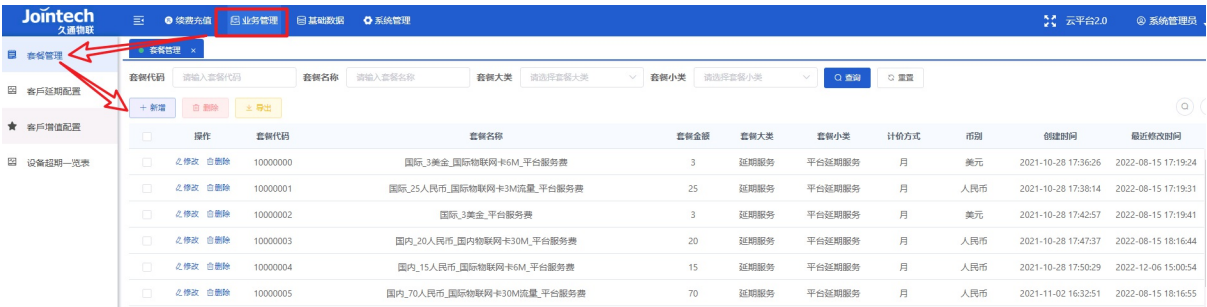 Jointech
久通物联
续费充值 业务管理 基础数据 系统管理 云平台2.0 系统管理员
套餐管理
客戶延期配置
客戶增值配置
设备超期一览表
套餐管理 ×
套餐代码 请输入套餐代码 套餐名称 请输入套餐名称 套餐大类 请选择套餐大类 套餐小类 请选择套餐小类 查询 重置
+ 新增 删除 导出
操作 套餐代码 套餐名称 套餐金额 套餐大类 套餐小类 计价方式 币别 创建时间 最近修改时间
修改 删除 10000000 国际_3美金_国际物联网卡6M_平台服务费 3 延期服务 平台延期服务 月 美元 2021-10-28 17:36:26 2022-08-15 17:19:24
修改 删除 10000001 国际_25人民币_国际物联网卡3M流量_平台服务费 25 延期服务 平台延期服务 月 人民币 2021-10-28 17:38:14 2022-08-15 17:19:31
修改 删除 10000002 国际_3美金_平台服务费 3 延期服务 平台延期服务 月 美元 2021-10-28 17:42:57 2022-08-15 17:19:41
修改 删除 10000003 国内_20人民币_国内物联网卡30M_平台服务费 20 延期服务 平台延期服务 月 人民币 2021-10-28 17:47:37 2022-08-15 18:16:44
修改 删除 10000004 国内_15人民币_国际物联网卡6M_平台服务费 15 延期服务 平台延期服务 月 人民币 2021-10-28 17:50:29 2022-12-06 15:00:54
修改 删除 10000005 国内_70人民币_国际物联网卡30M流量_平台服务费 70 延期服务 平台延期服务 月 人民币 2021-11-02 16:32:51 2022-08-15 18:16:55